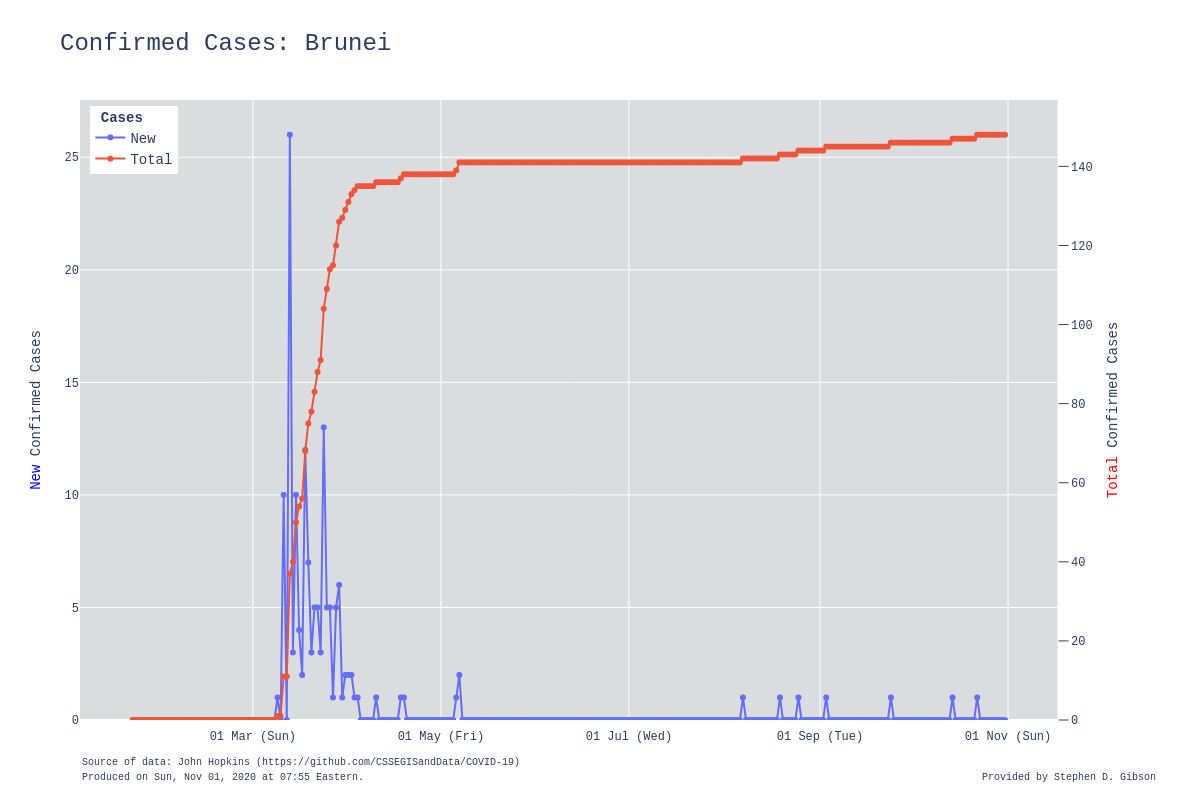 Confirmed Cases: Brunei
Cases
New
Total
25
20
15
10
5
0
140
120
100
80
60
40
20
0
New Confirmed Cases
Total Confirmed Cases
01 Mar (Sun)
01 May (Fri)
01 Jul (Wed)
01 Sep (Tue)
01 Nov (Sun)
Source of data: John Hopkins (https://github.com/CSSEGISandData/COVID-19)
Produced on Sun, Nov 01, 2020 at 07:55 Eastern.
Provided by Stephen D. Gibson